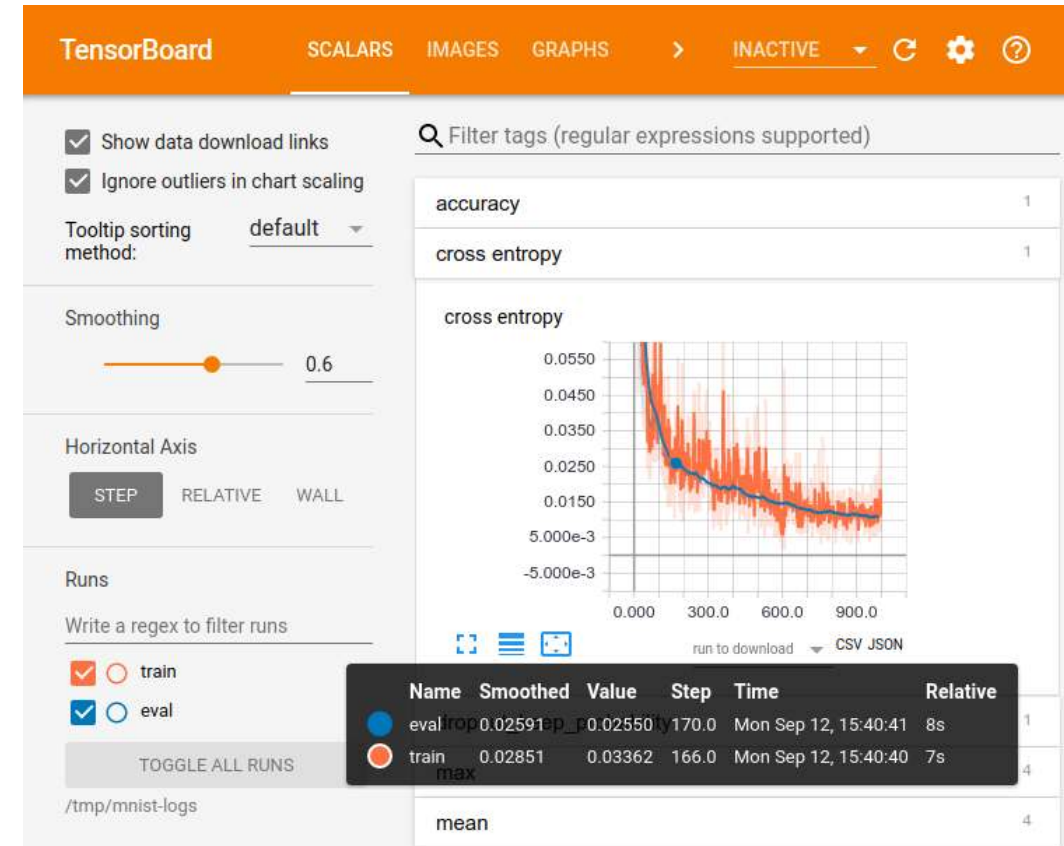 TensorBoard SCALARS IMAGES GRAPHS INACTIVE
Show data download links
Ignore outliers in chart scaling
Tooltip sorting method: default
Smoothing
0.6
Horizontal Axis
STEP RELATIVE WALL
Runs
Write a regex to filter runs
train
eval
TOGGLE ALL RUNS
/tmp/mnist-logs
Filter tags (regular expressions supported)
accuracy 1
cross entropy 1
cross entropy
0.0550
0.0450
0.0350
0.0250
0.0150
5.000e-3
-5.000e-3
0.000 300.0 600.0 900.0
run to download CSV JSON
Name Smoothed Value Step Time Relative
eval 0.02591 0.02550 170.0 Mon Sep 12, 15:40:41 8s
train 0.02851 0.03362 166.0 Mon Sep 12, 15:40:40 7s
1
max 4
mean 4